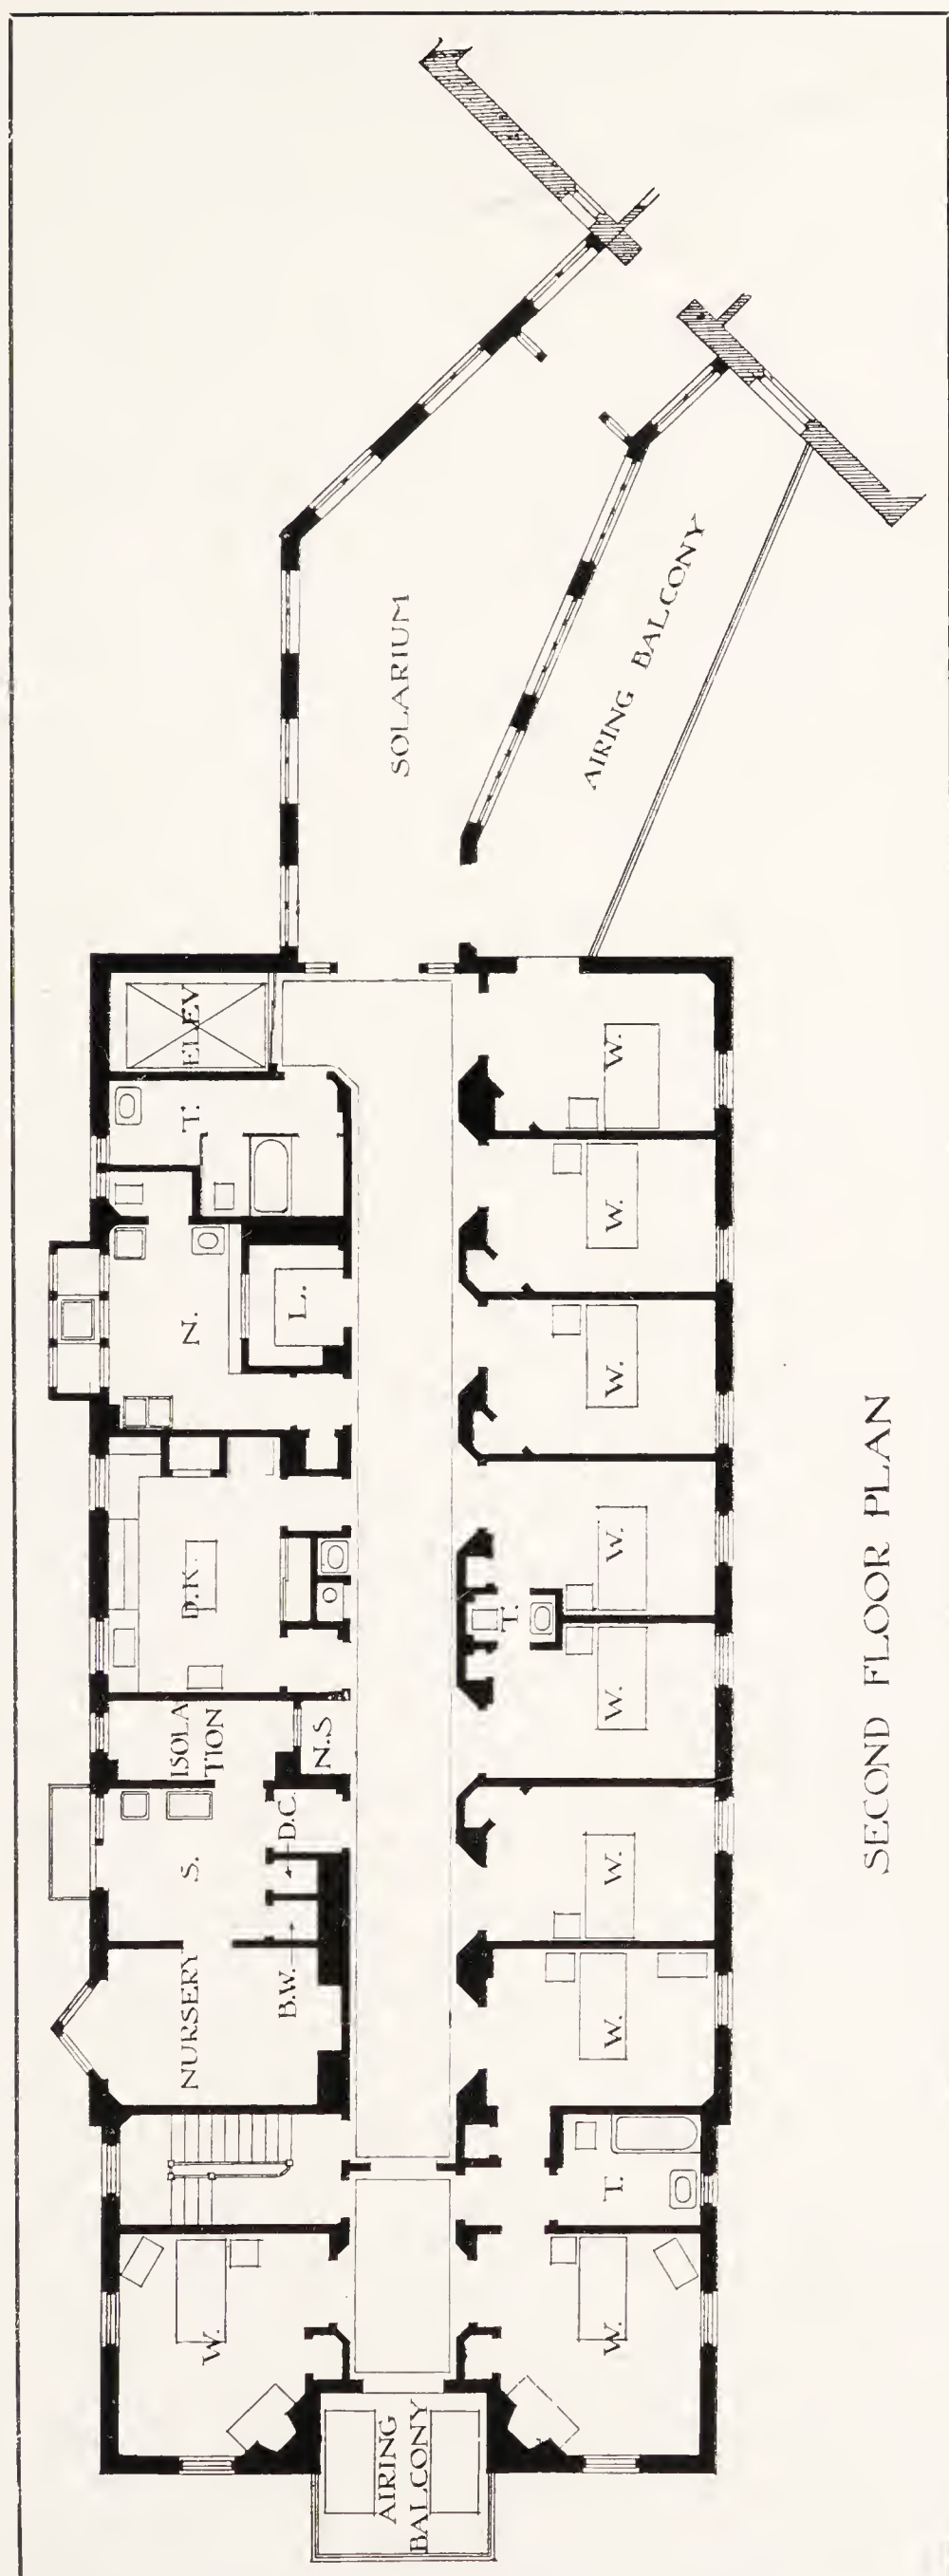 SOLARIUM
AIRING BALCONY
ELEV
T.
N.
L.
D.K.
ISOLA
TION
N.S
S.
D.C.
B.W.
NURSERY
W.
W.
W.
W.
T.
W.
W.
W.
W.
T.
W.
W.
AIRING
BALCONY
SECOND FLOOR PLAN